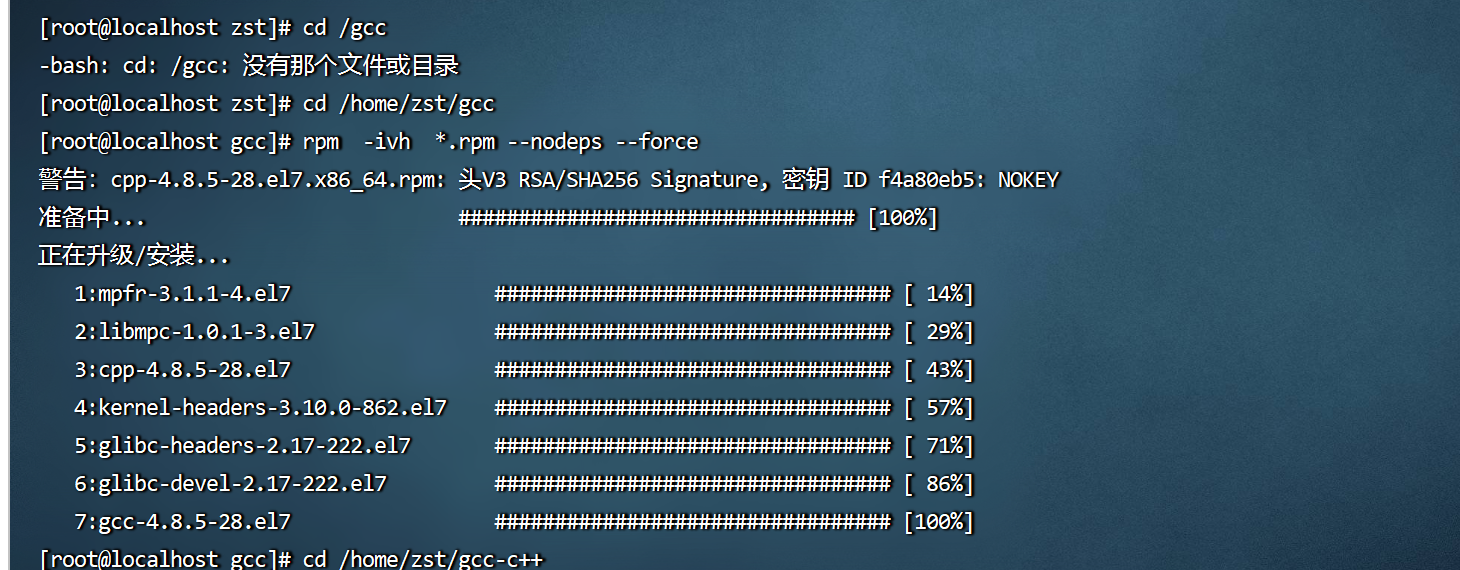 [root@localhost zst]# cd /gcc
-bash: cd: /gcc: 没有那个文件或目录
[root@localhost zst]# cd /home/zst/gcc
[root@localhost gcc]# rpm  -ivh  *.rpm --nodeps --force
警告：cpp-4.8.5-28.el7.x86_64.rpm: 头V3 RSA/SHA256 Signature, 密钥 ID f4a80eb5: NOKEY
准备中...                          ################################# [100%]
正在升级/安装...
   1:mpfr-3.1.1-4.el7                 ################################# [ 14%]
   2:libmpc-1.0.1-3.el7               ################################# [ 29%]
   3:cpp-4.8.5-28.el7                 ################################# [ 43%]
   4:kernel-headers-3.10.0-862.el7    ################################# [ 57%]
   5:glibc-headers-2.17-222.el7       ################################# [ 71%]
   6:glibc-devel-2.17-222.el7         ################################# [ 86%]
   7:gcc-4.8.5-28.el7                 ################################# [100%]
[root@localhost gcc]# cd /home/zst/gcc-c++